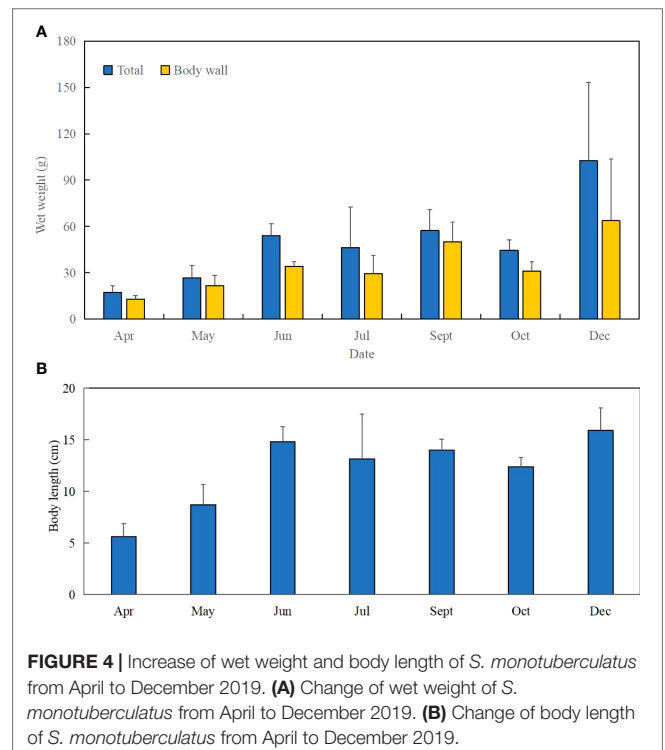 A
180
150
120
90
60
30
0
Wet weight (g)
Total Body wall
Apr May Jun Jul Sept Oct Dec
Date
B
20
15
10
5
0
Body length (cm)
Apr May Jun Jul Sept Oct Dec
FIGURE 4 | Increase of wet weight and body length of S. monotuberculatus
from April to December 2019. (A) Change of wet weight of S.
monotuberculatus from April to December 2019. (B) Change of body length
of S. monotuberculatus from April to December 2019.